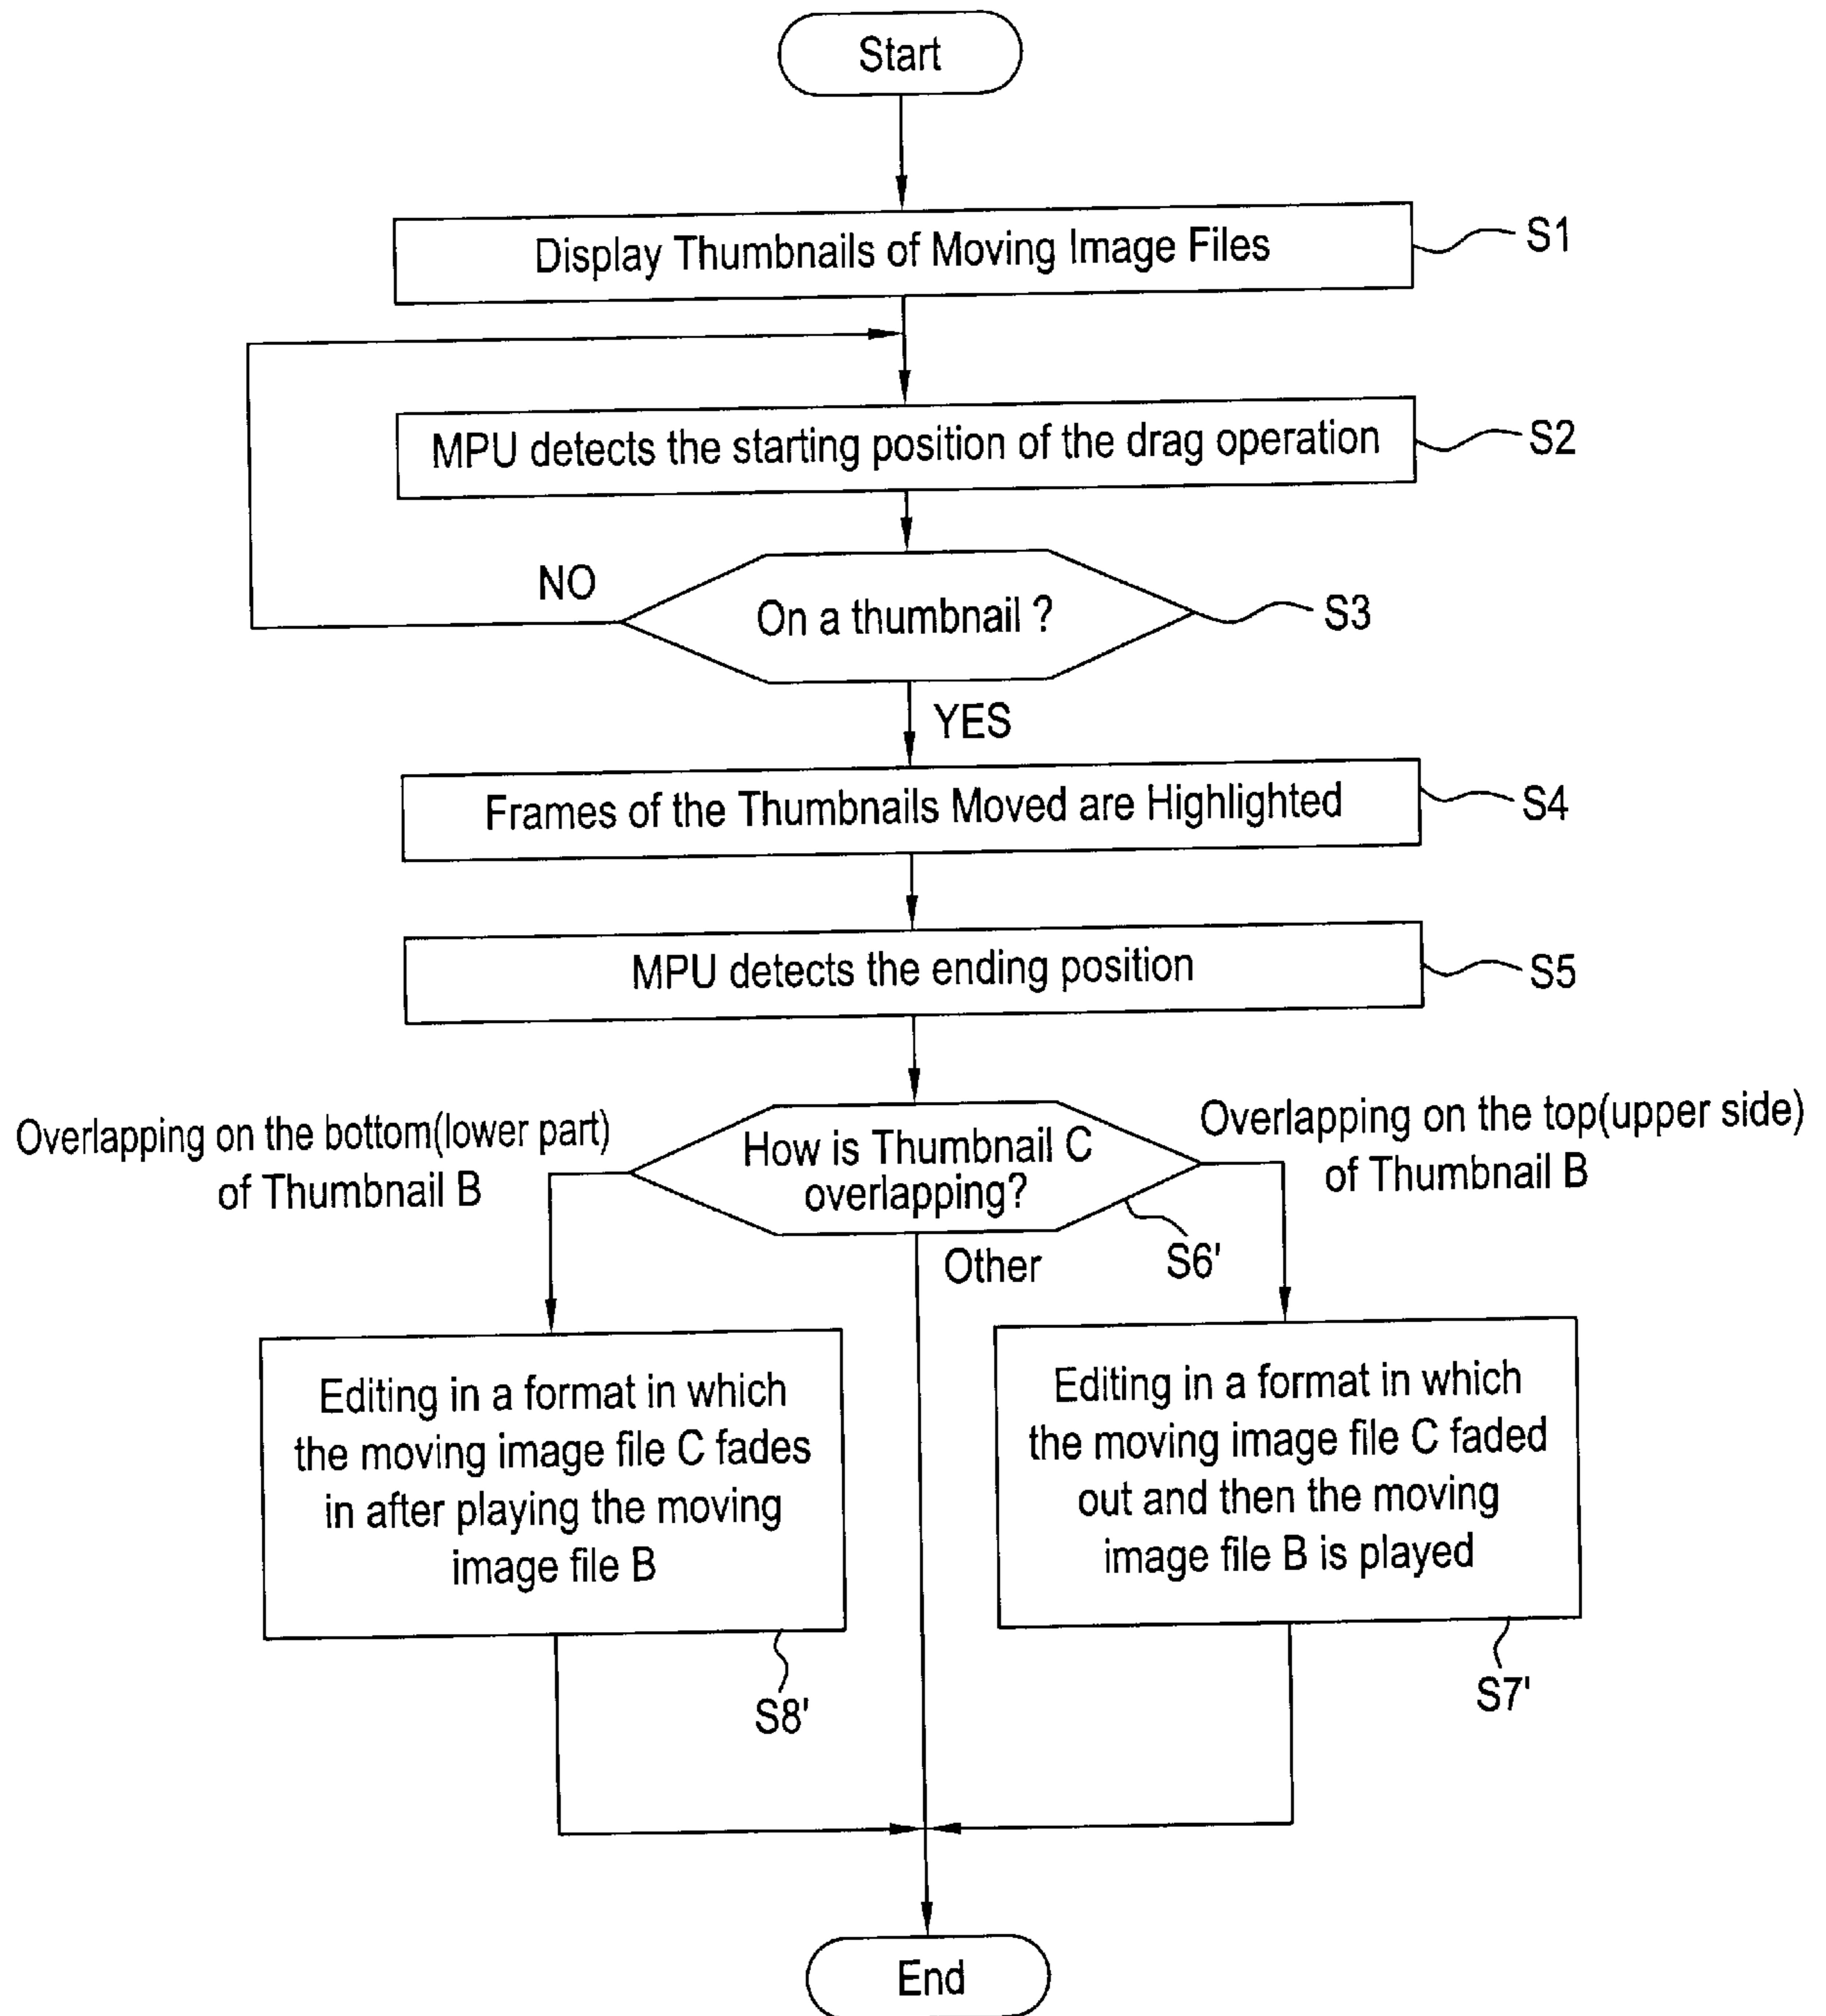 Start
Display Thumbnails of Moving Image Files
S1
MPU detects the starting position of the drag operation
S2
NO
On a thumbnail ?
S3
YES
Frames of the Thumbnails Moved are Highlighted
S4
MPU detects the ending position
S5
Overlapping on the bottom(lower part)
of Thumbnail B
How is Thumbnail C
overlapping?
Overlapping on the top(upper side)
of Thumbnail B
S6'
Other
Editing in a format in which
the moving image file C fades
in after playing the moving
image file B
S8'
Editing in a format in which
the moving image file C faded
out and then the moving
image file B is played
S7'
End